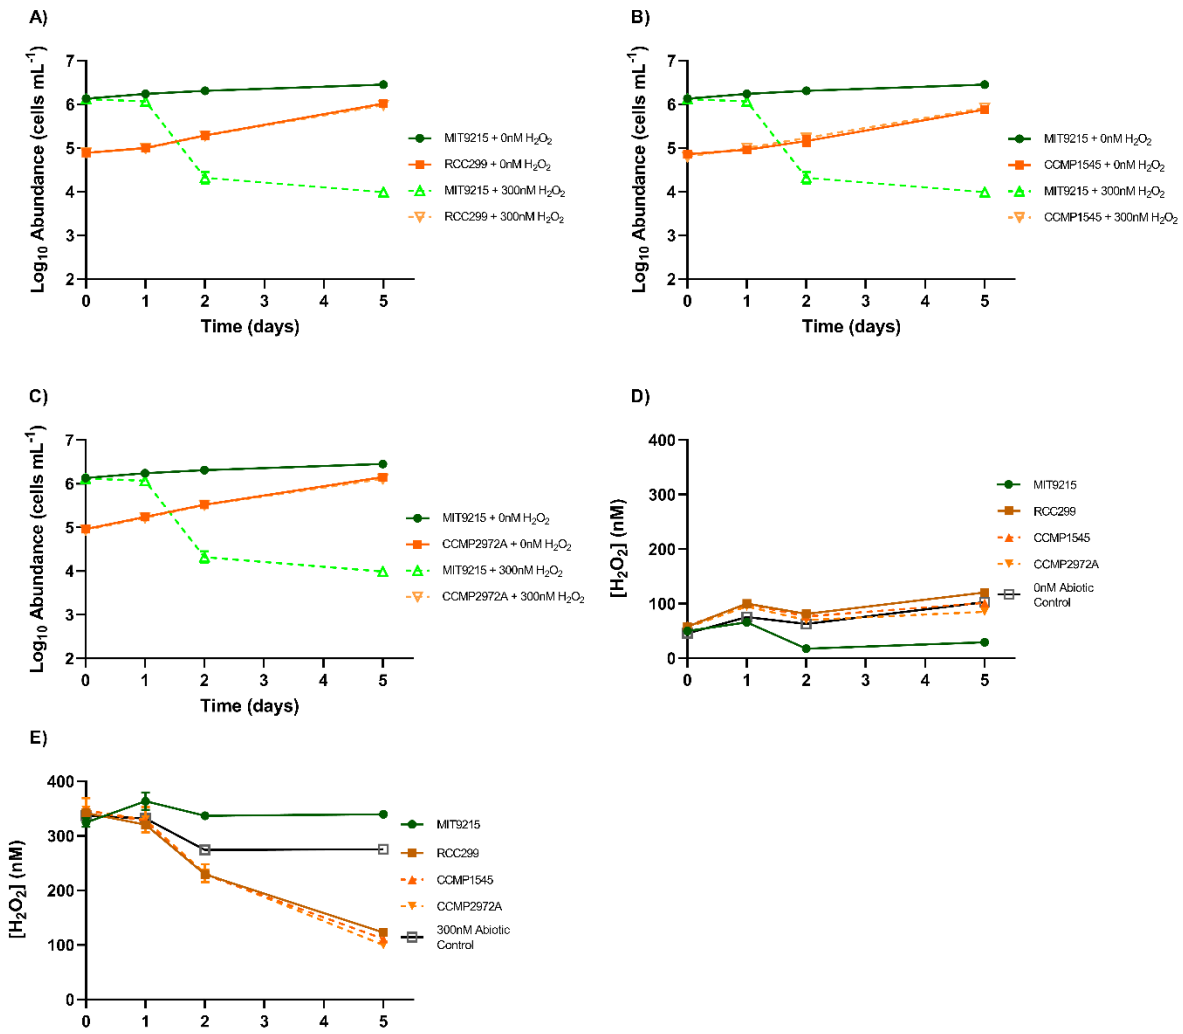 A)
Log₁₀ Abundance (cells mL⁻¹)
7
6
5
4
3
2
0
1
2
3
4
5
Time (days)
MIT9215 + 0nM H₂O₂
RCC299 + 0nM H₂O₂
MIT9215 + 300nM H₂O₂
RCC299 + 300nM H₂O₂
B)
Log₁₀ Abundance (cells mL⁻¹)
7
6
5
4
3
2
0
1
2
3
4
5
Time (days)
MIT9215 + 0nM H₂O₂
CCMP1545 + 0nM H₂O₂
MIT9215 + 300nM H₂O₂
CCMP1545 + 300nM H₂O₂
C)
Log₁₀ Abundance (cells mL⁻¹)
7
6
5
4
3
2
0
1
2
3
4
5
Time (days)
MIT9215 + 0nM H₂O₂
CCMP2972A + 0nM H₂O₂
MIT9215 + 300nM H₂O₂
CCMP2972A + 300nM H₂O₂
D)
[H₂O₂] (nM)
400
300
200
100
0
0
1
2
3
4
5
Time (days)
MIT9215
RCC299
CCMP1545
CCMP2972A
0nM Abiotic
Control
E)
[H₂O₂] (nM)
400
300
200
100
0
0
1
2
3
4
5
MIT9215
RCC299
CCMP1545
CCMP2972A
300nM Abiotic
Control